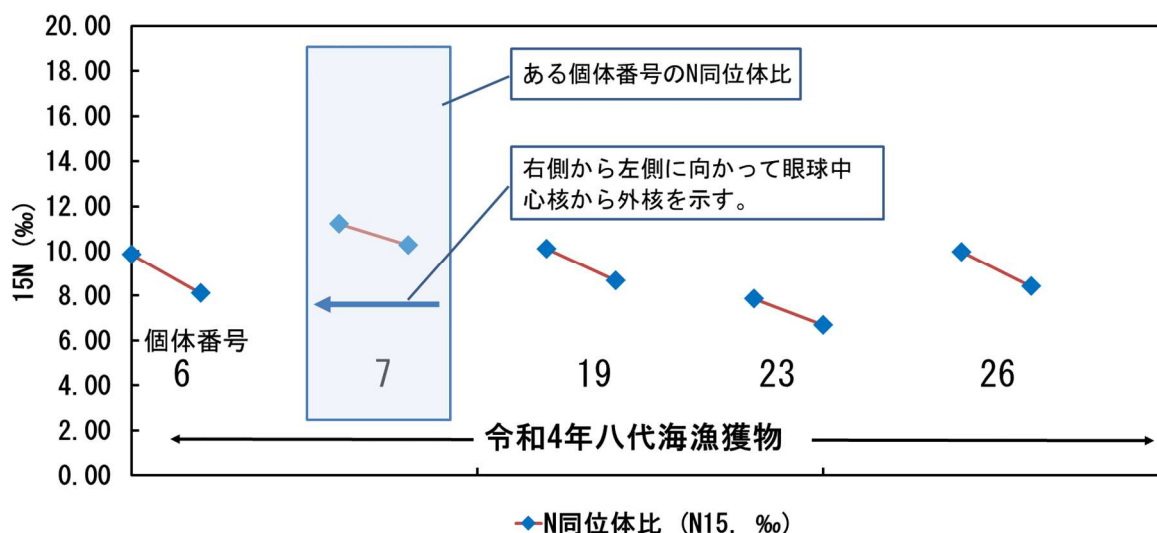 20.00
18.00
16.00
14.00
12.00
10.00
8.00
6.00
4.00
2.00
0.00
15N (‰)
ある個体番号のN同位体比
右側から左側に向かって眼球中
心核から外核を示す。
個体番号
6
7
19
23
26
令和4年八代海漁獲物
N同位体比 (N15. ‰)